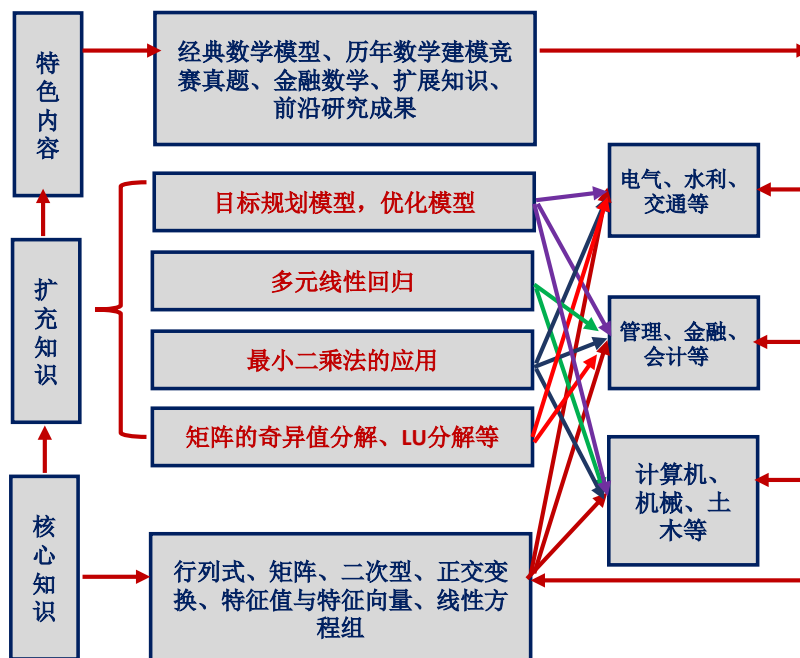 特色内容
经典数学模型、历年数学建模竞
赛真题、金融数学、扩展知识、
前沿研究成果
目标规划模型，优化模型
电气、水利、
交通等
扩充知识
多元线性回归
最小二乘法的应用
管理、金融、
会计等
矩阵的奇异值分解、LU分解等
核心知识
行列式、矩阵、二次型、正交变
换、特征值与特征向量、线性方
程组
计算机、
机械、土
木等